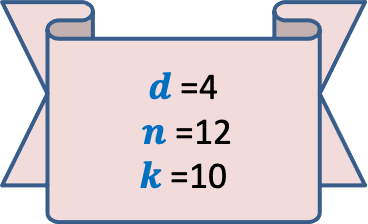 d =4
n =12
k =10